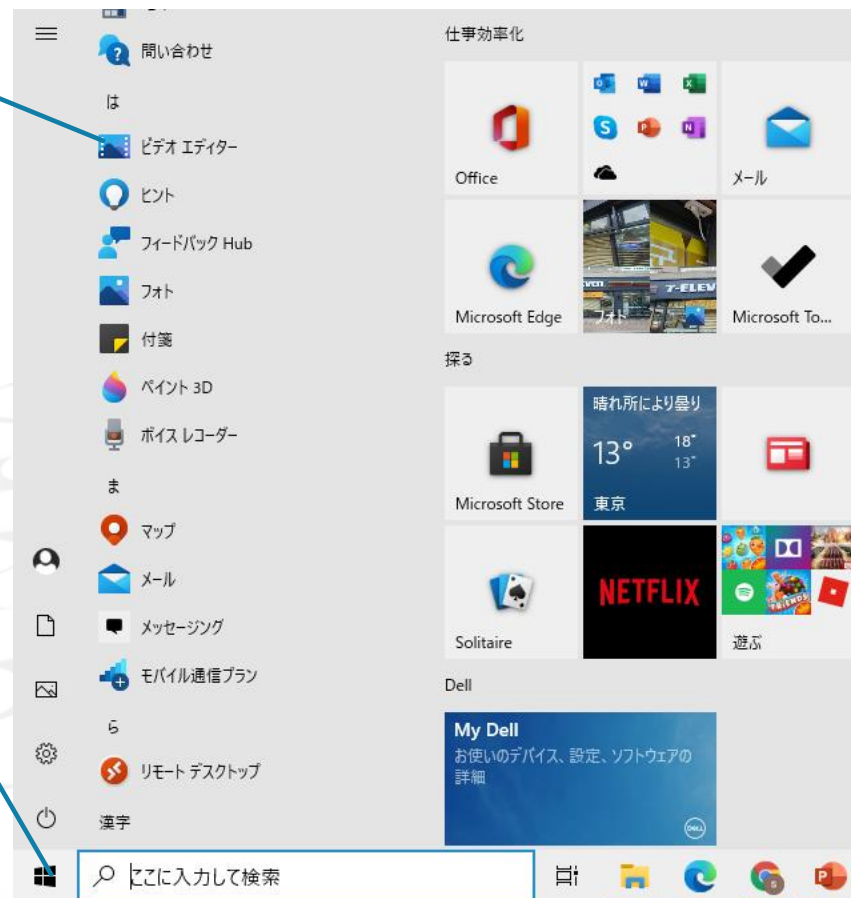 問い合わせ
は
ビデオ エディター
ヒント
フィードバック Hub
フォト
付箋
ペイント 3D
ボイス レコーダー
ま
マップ
メール
メッセージング
モバイル通信プラン
ら
リモート デスクトップ
漢字
ここに入力して検索
仕事効率化
Office
メール
Microsoft Edge
フォト
7-ELEV
Microsoft To...
探る
Microsoft Store
晴れ所により曇り
13° 18°
13°
東京
Solitaire
NETFLIX
遊ぶ
Dell
My Dell
お使いのデバイス、設定、ソフトウェアの
詳細
DELL